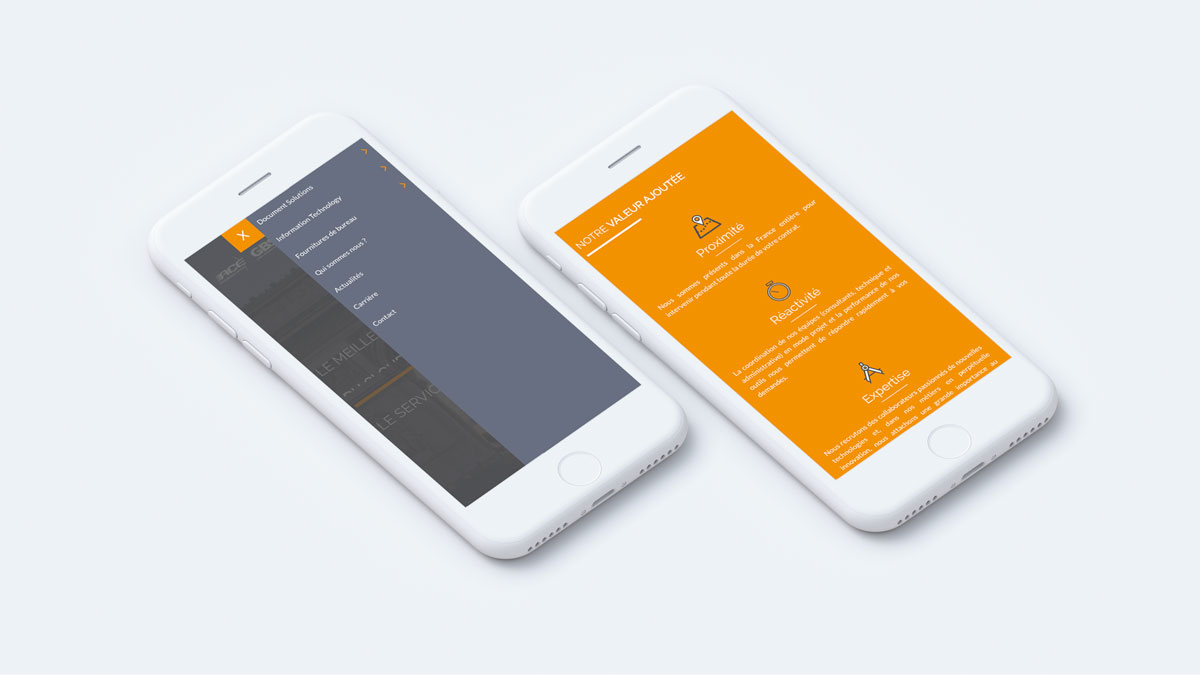 X
Document Solutions
Information Technology
Fournitures de bureau
Qui sommes nous ?
Actualités
Carrière
Contact
LE MEILLE
LE SERVIC
NOTRE VALEUR AJOUTÉE
Proximité
Nous sommes présents dans la France entière pour
intervenir pendant toute la durée de votre contrat.
Réactivité
La coordination de nos équipes (consultants, technique et
administrative) en mode projet et la performance de nos
outils nous permettent de répondre rapidement à vos
demandes.
Expertise
Nous recrutons des collaborateurs passionnés de nouvelles
technologies et, dans nos métiers en perpétuelle
innovation, nous attachons une grande importance au